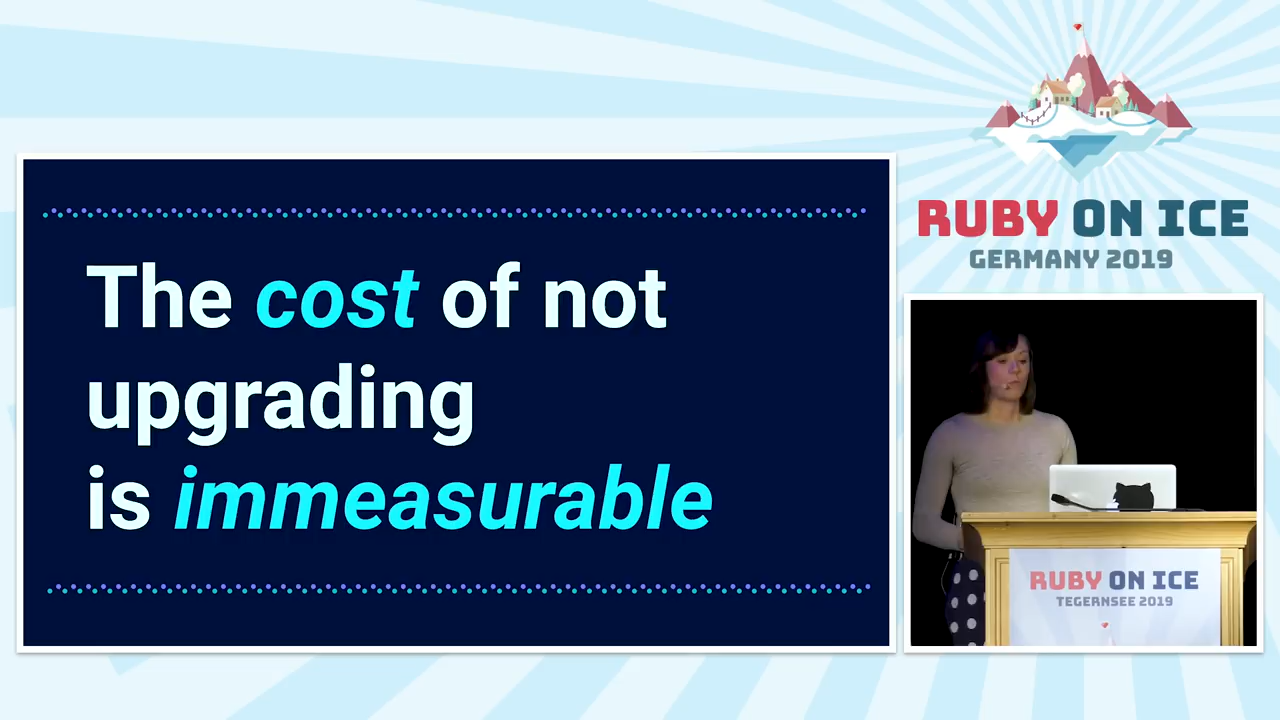 The cost of not
upgrading
is immeasurable
RUBY ON ICE
GERMANY 2019
RUBY ON ICE
TEGERNSEE 2019